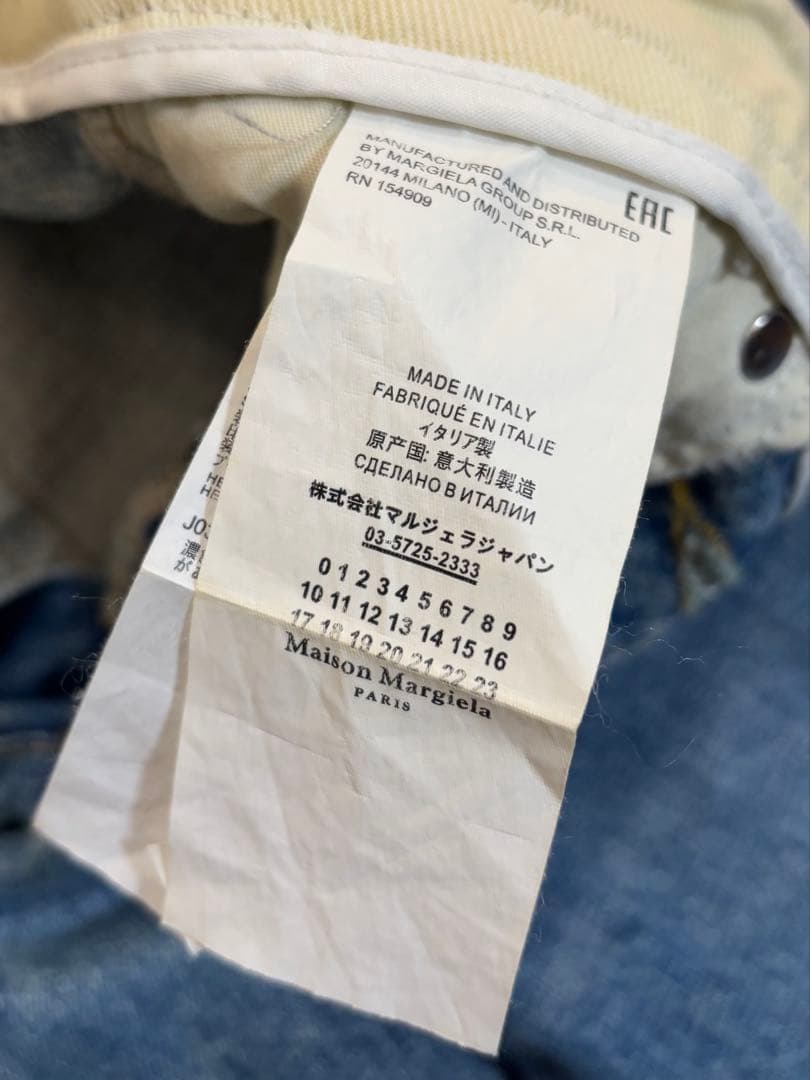 MANUFACTURED AND DISTRIBUTED
BY MARGIELA GROUP S.R.L.
20144 MILANO (MI) - ITALY
RN 154909
EAC
MADE IN ITALY
FABRIQUÉ EN ITALIE
イタリア製
原产国: 意大利製造
СДЕЛАНО В ИТАЛИИ
株式会社マルジェラジャパン
03-5725-2333
0 1 2 3 4 5 6 7 8 9
10 11 12 13 14 15 16
17 18 19 20 21 22 23
Maison Margiela
PARIS